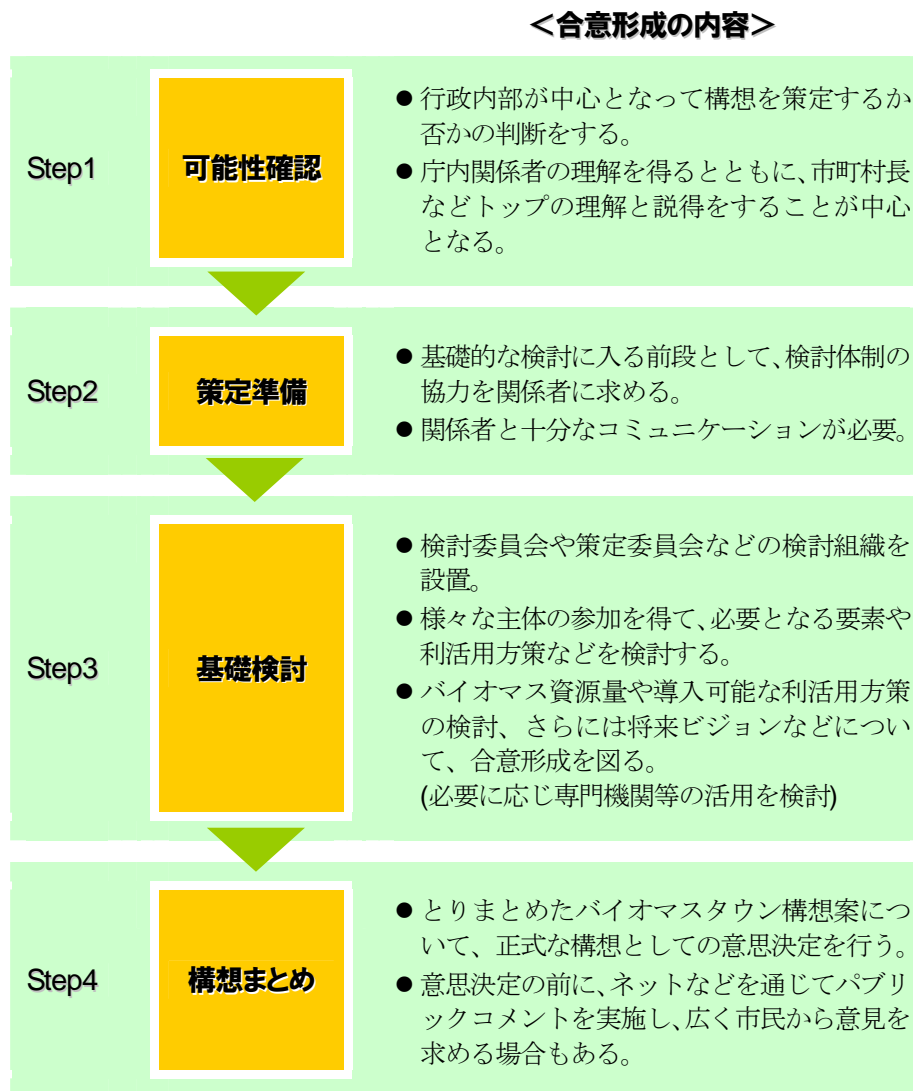 ＜合意形成の内容＞
Step1
可能性確認
●行政内部が中心となって構想を策定するか
否かの判断をする。
●庁内関係者の理解を得るとともに、市町村長
などトップの理解と説得をすることが中心
となる。
Step2
策定準備
●基礎的な検討に入る前段として、検討体制の
協力を関係者に求める。
●関係者と十分なコミュニケーションが必要。
Step3
基礎検討
●検討委員会や策定委員会などの検討組織を
設置。
●様々な主体の参加を得て、必要となる要素や
利活用方策などを検討する。
●バイオマス資源量や導入可能な利活用方策
の検討、さらには将来ビジョンなどについ
て、合意形成を図る。
(必要に応じ専門機関等の活用を検討)
Step4
構想まとめ
●とりまとめたバイオマスタウン構想案につ
いて、正式な構想としての意思決定を行う。
●意思決定の前に、ネットなどを通じてパブリ
ックコメントを実施し、広く市民から意見を
求める場合もある。